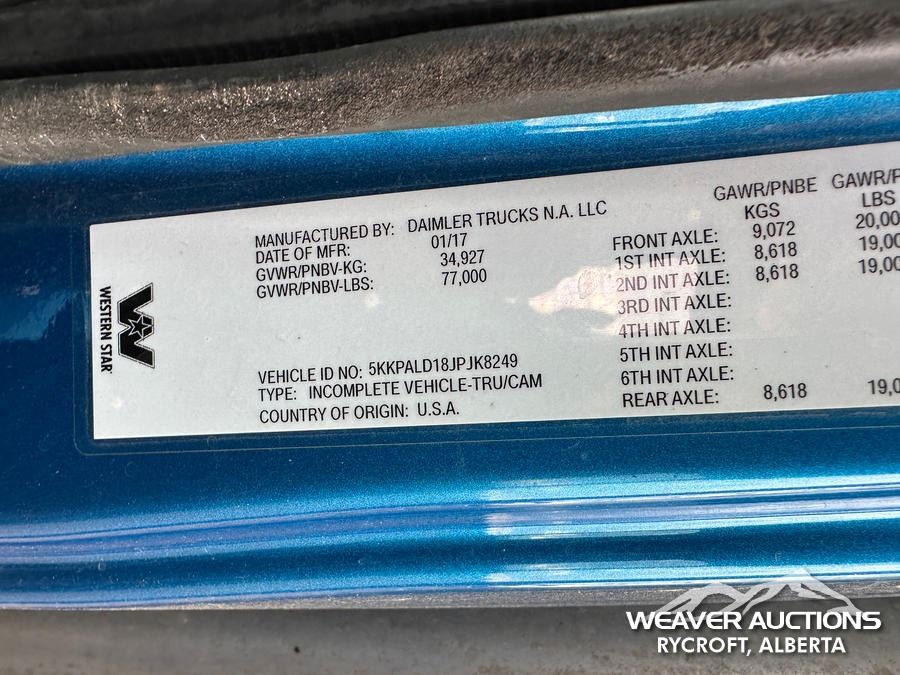 WESTERN STAR
MANUFACTURED BY: DAIMLER TRUCKS N.A. LLC
DATE OF MFR: 01/17
GVWR/PNBV-KG: 34,927
GVWR/PNBV-LBS: 77,000
VEHICLE ID NO: 5KKPALD18JPJK8249
TYPE: INCOMPLETE VEHICLE-TRU/CAM
COUNTRY OF ORIGIN: U.S.A.
GAWR/PNBE GAWR/P
KGS LBS
FRONT AXLE: 9,072 20,00
1ST INT AXLE: 8,618 19,00
2ND INT AXLE: 8,618 19,00
3RD INT AXLE:
4TH INT AXLE:
5TH INT AXLE:
6TH INT AXLE:
REAR AXLE: 8,618 19,0
WEAVER AUCTIONS
RYCROFT, ALBERTA